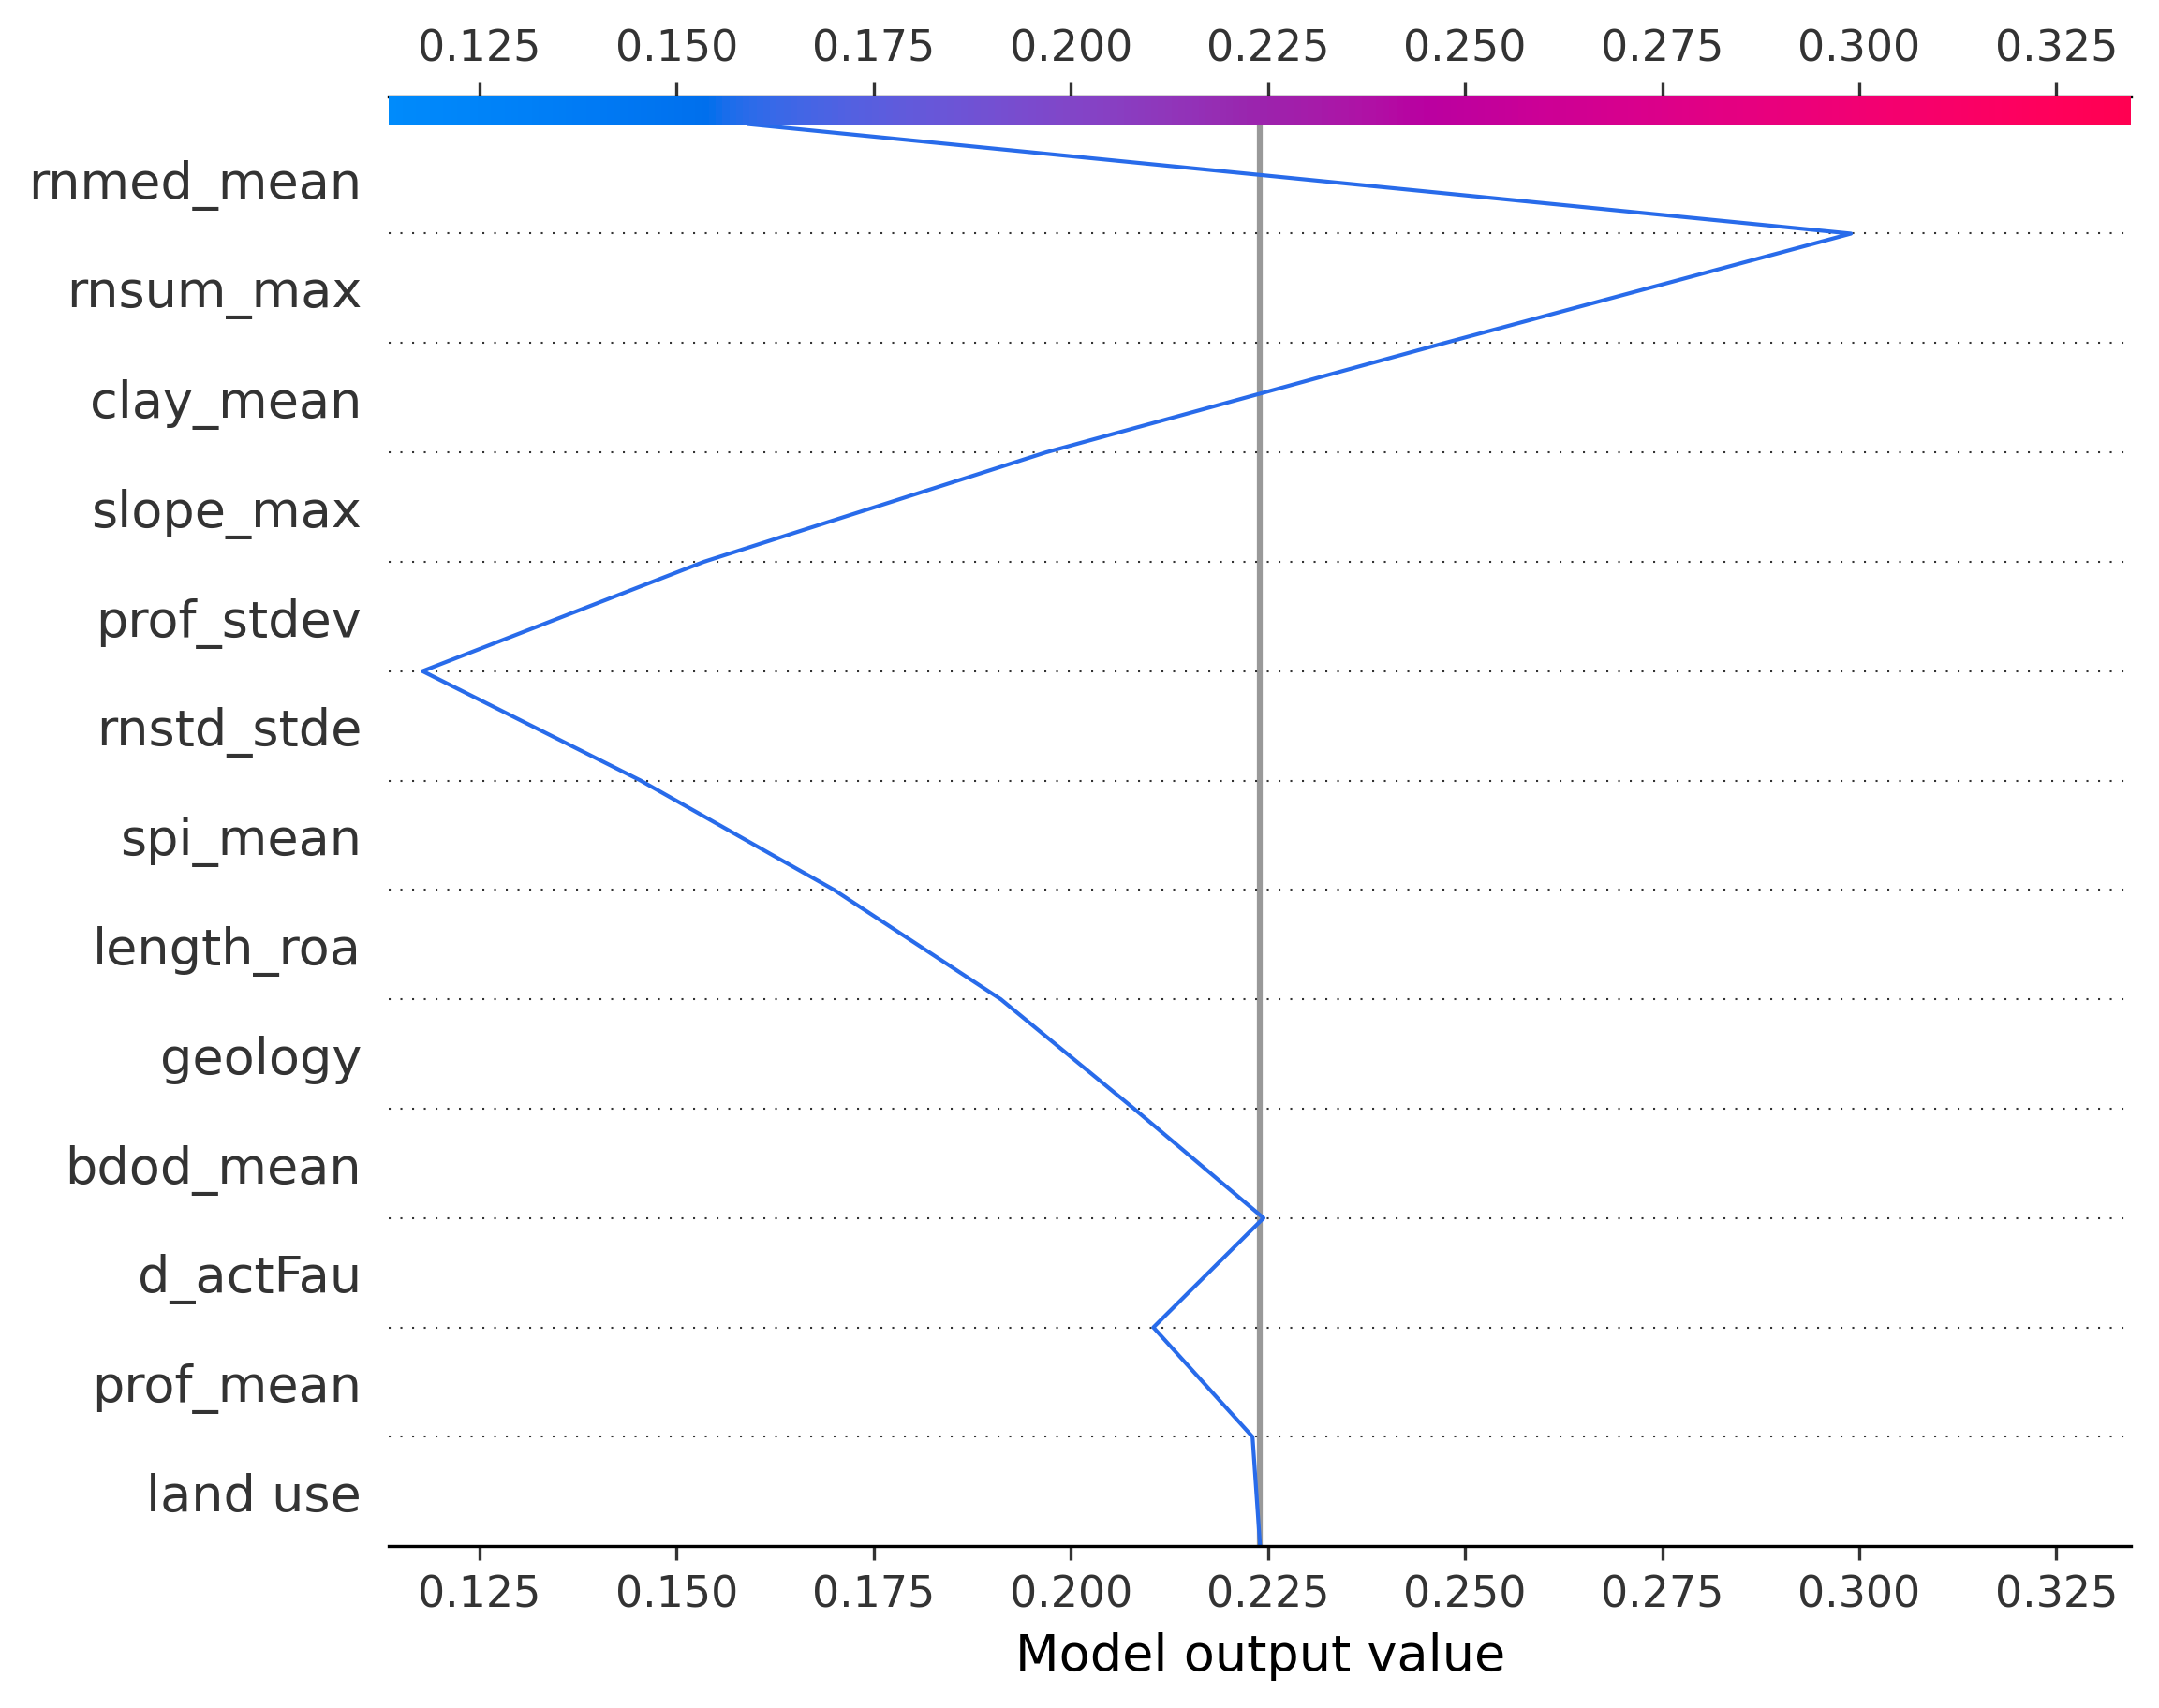 0.125 0.150 0.175 0.200 0.225 0.250 0.275 0.300 0.325
rnmed_mean
rnsum_max
clay_mean
slope_max
prof_stdev
rnstd_stde
spi_mean
length_roa
geology
bdod_mean
d_actFau
prof_mean
land use
0.125 0.150 0.175 0.200 0.225 0.250 0.275 0.300 0.325
Model output value